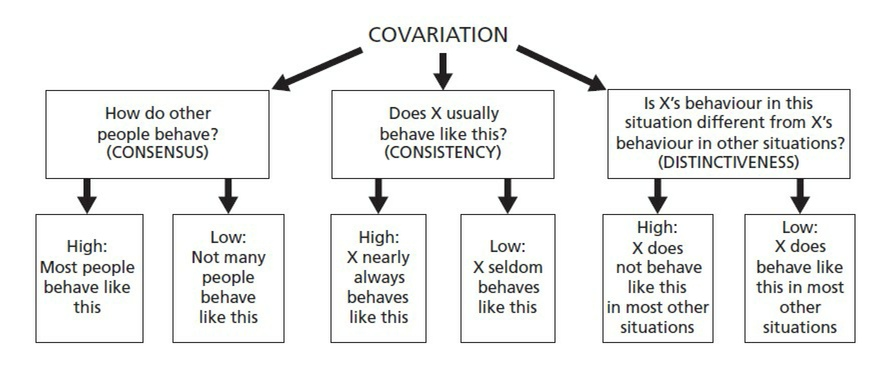 COVARIATION
How do other
people behave?
(CONSENSUS)
Does X usually
behave like this?
(CONSISTENCY)
Is X's behaviour in this
situation different from X's
behaviour in other situations?
(DISTINCTIVENESS)
High:
Most people
behave like
this
Low:
Not many
people
behave
like this
High:
X nearly
always
behaves
like this
Low:
X seldom
behaves
like this
High:
X does
not behave
like this
in most other
situations
Low:
X does
behave like
this in most
other
situations